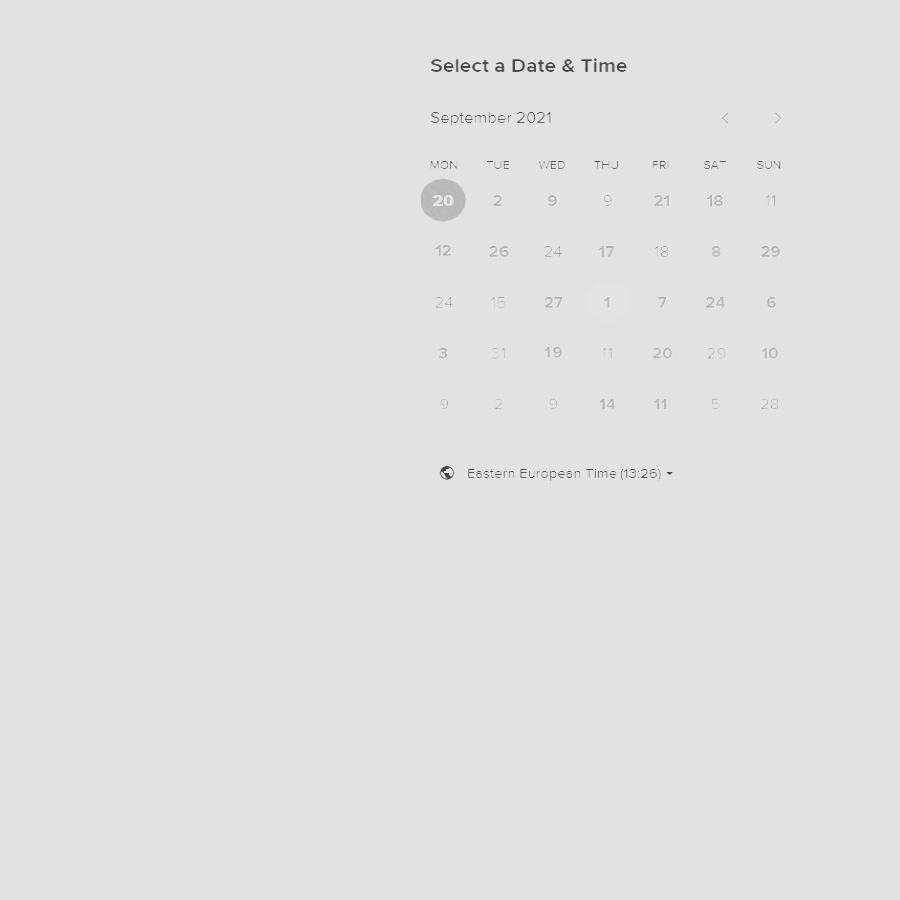 Select a Date & Time
September 2021
MON TUE WED THU FRI SAT SUN
20 2 9 9 21 18 11
12 26 24 17 18 8 29
24 15 27 1 7 24 6
3 31 19 11 20 29 10
9 2 9 14 11 5 28
Eastern European Time (13:26)